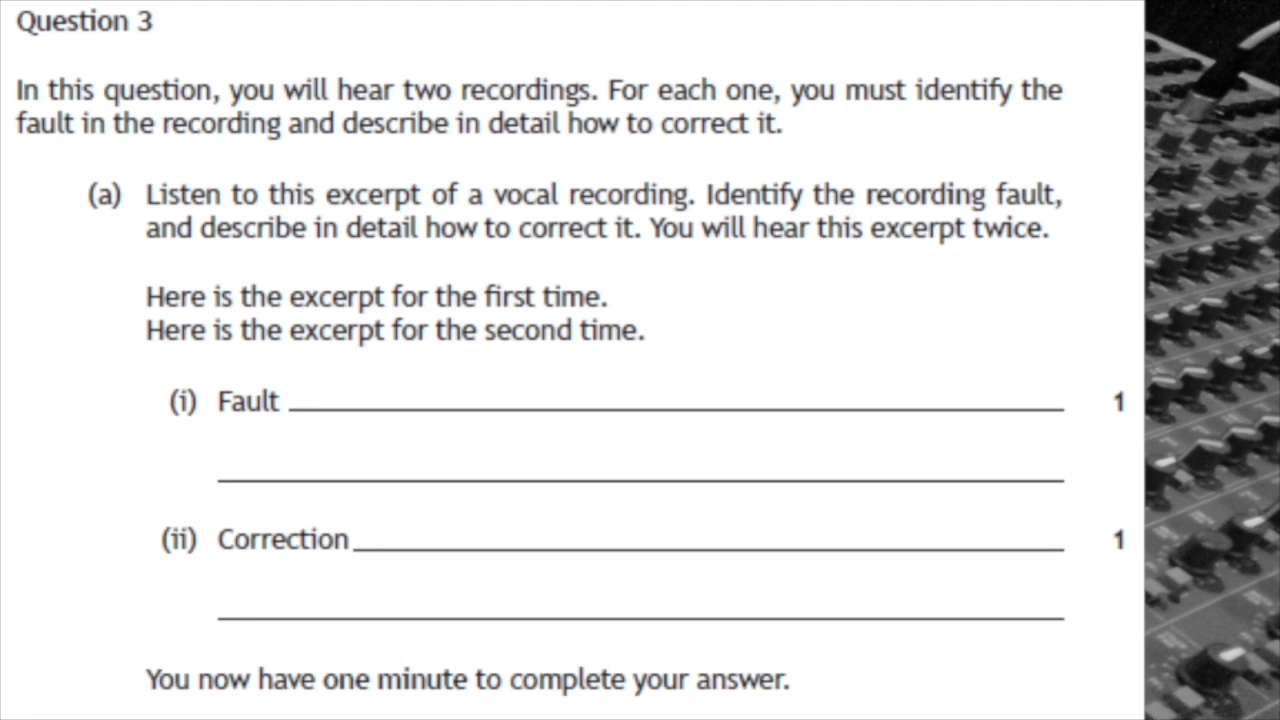 Question 3
In this question, you will hear two recordings. For each one, you must identify the
fault in the recording and describe in detail how to correct it.
(a) Listen to this excerpt of a vocal recording. Identify the recording fault,
and describe in detail how to correct it. You will hear this excerpt twice.
Here is the excerpt for the first time.
Here is the excerpt for the second time.
(i) Fault 1
(ii) Correction 1
You now have one minute to complete your answer.